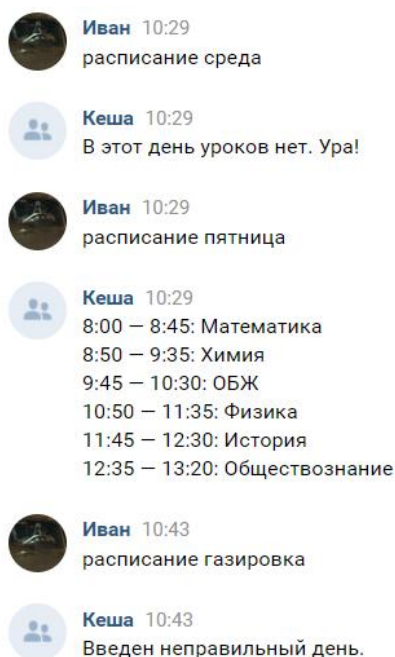 Иван 10:29
расписание среда
Кеша 10:29
В этот день уроков нет. Ура!
Иван 10:29
расписание пятница
Кеша 10:29
8:00 — 8:45: Математика
8:50 — 9:35: Химия
9:45 — 10:30: ОБЖ
10:50 — 11:35: Физика
11:45 — 12:30: История
12:35 — 13:20: Обществознание
Иван 10:43
расписание газировка
Кеша 10:43
Введен неправильный день.